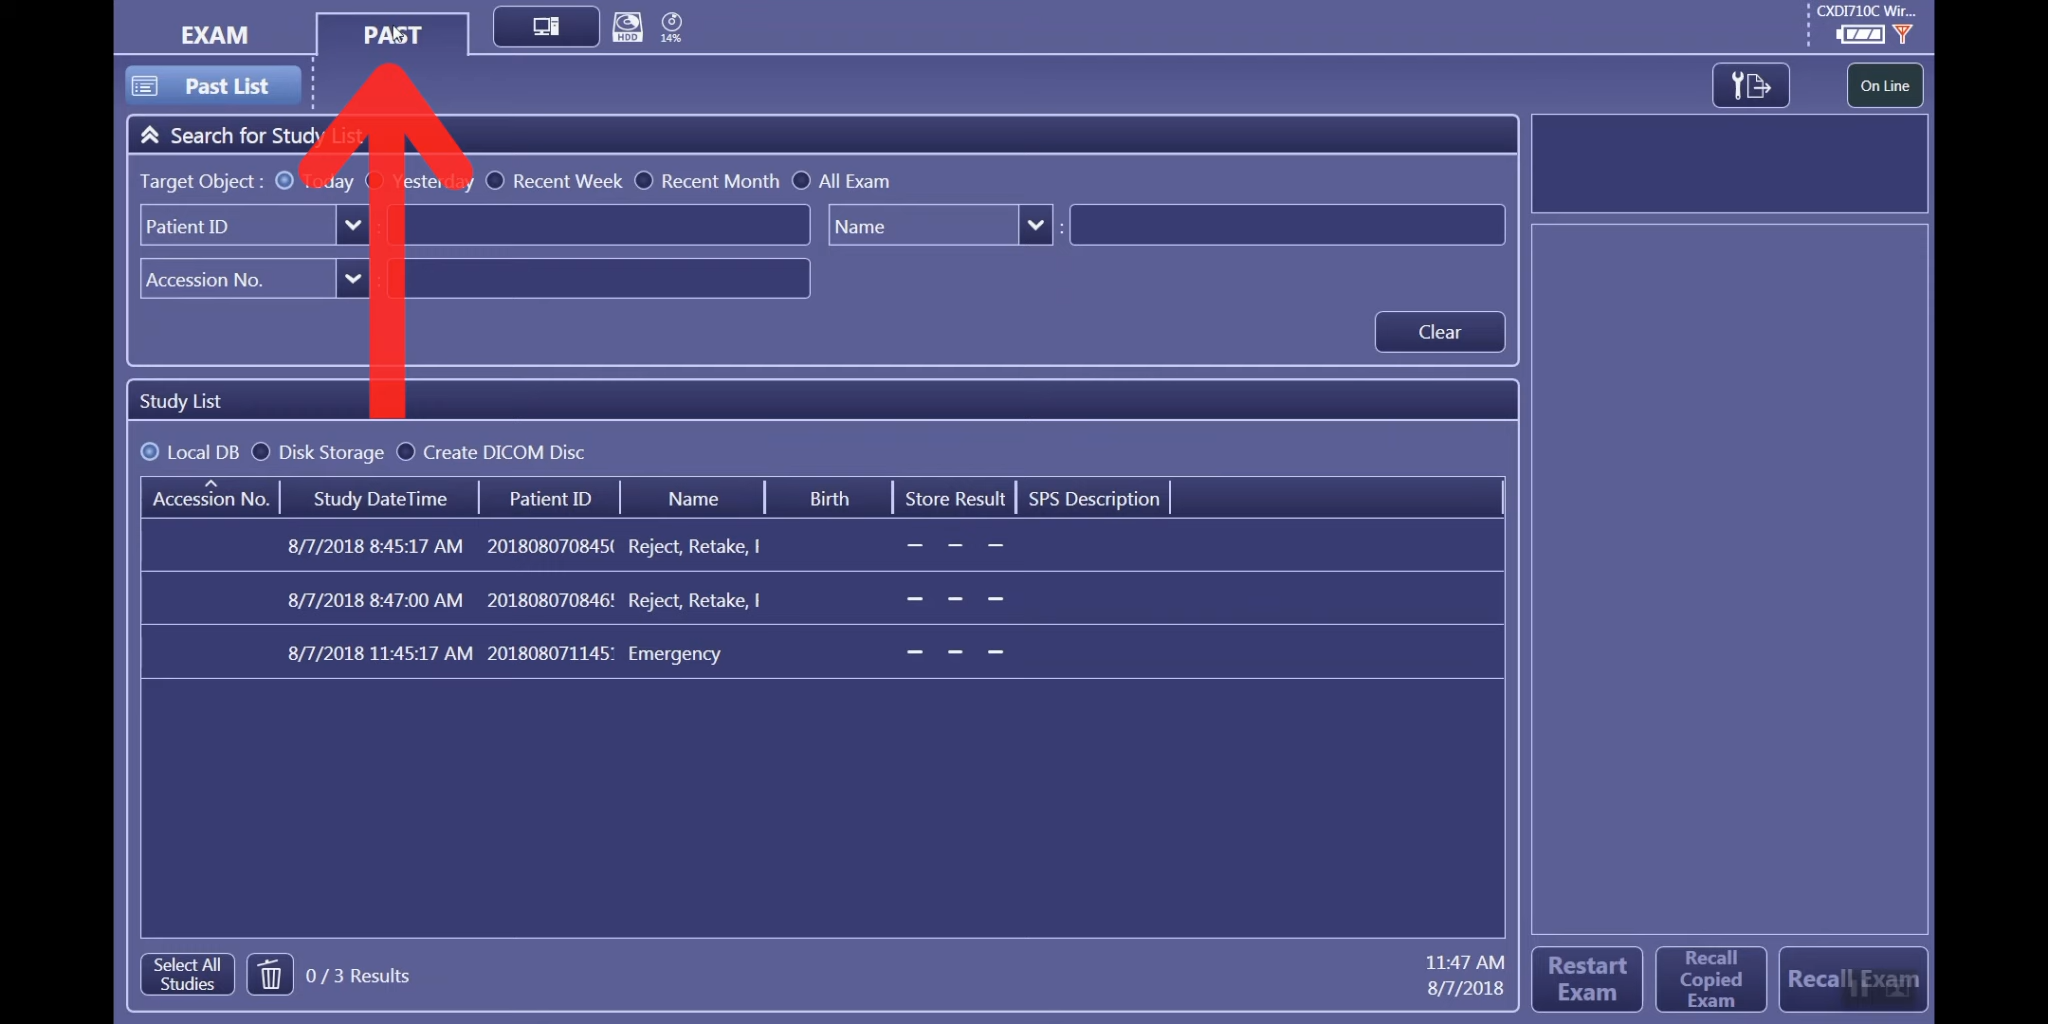 EXAM
PAST
HDD
14%
CXDI710C Wir...
Past List
On Line
Search for Study List
Target Object :
Today
Yesterday
Recent Week
Recent Month
All Exam
Patient ID
:
Name
:
Accession No.
:
Clear
Study List
Local DB
Disk Storage
Create DICOM Disc
Accession No.
Study DateTime
Patient ID
Name
Birth
Store Result
SPS Description
8/7/2018 8:45:17 AM
Reject, Retake,
– – –
8/7/2018 8:47:00 AM
Reject, Retake,
– – –
8/7/2018 11:45:17 AM
Emergency
– – –
Select All
Studies
0 / 3 Results
11:47 AM
8/7/2018
Restart
Exam
Recall
Copied
Exam
Recall Exam